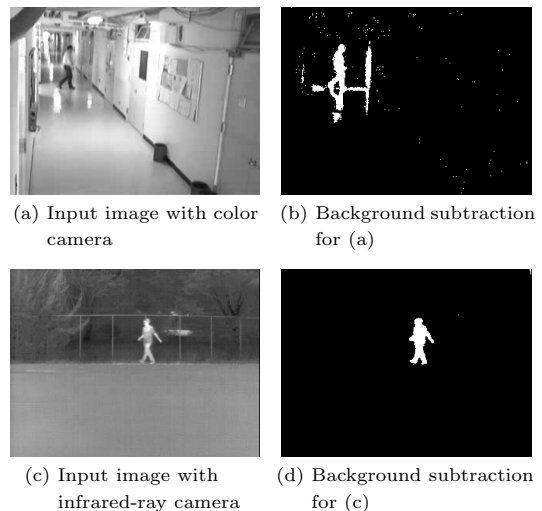 (a) Input image with color
camera
(b) Background subtraction
for (a)
(c) Input image with
infrared-ray camera
(d) Background subtraction
for (c)